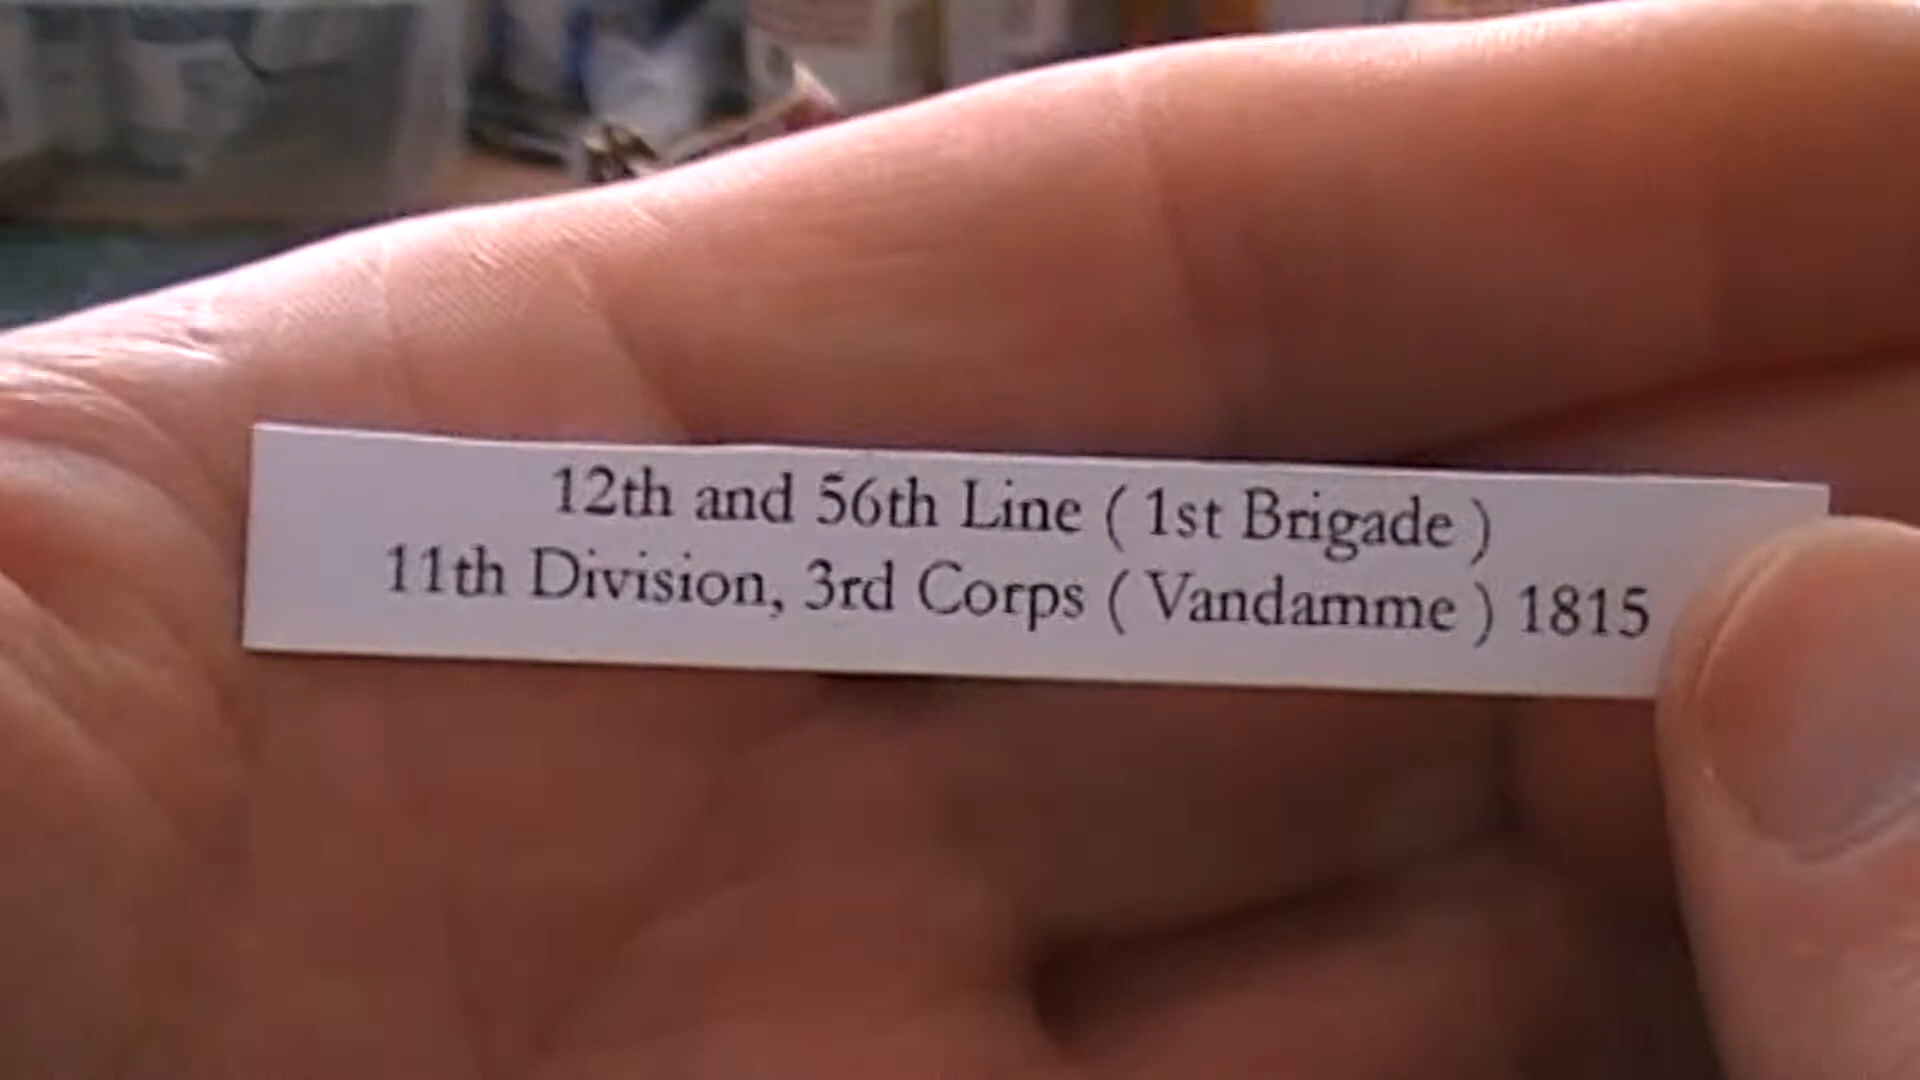 12th and 56th Line ( 1st Brigade )
11th Division, 3rd Corps ( Vandamme ) 1815